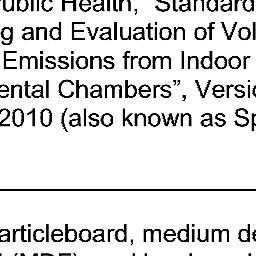 Public Health, "Standard
g and Evaluation of Vol
Emissions from Indoor
ental Chambers", Versio
2010 (also known as Sp
articleboard, medium de